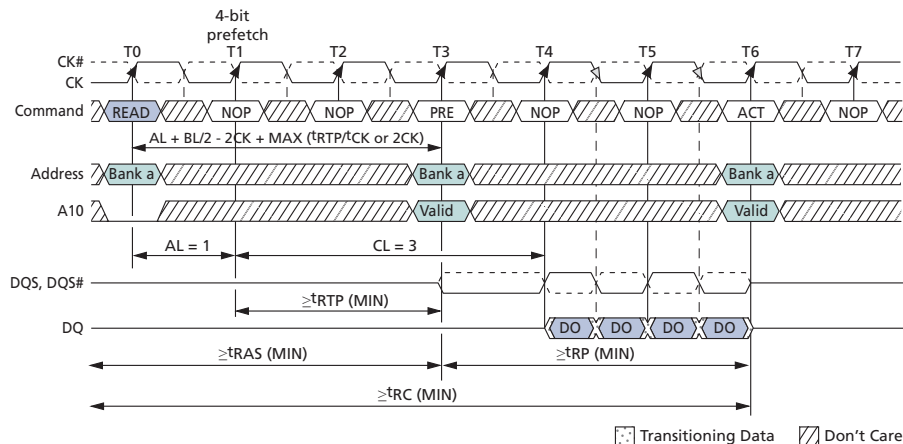 4-bit
prefetch
T0 T1 T2 T3 T4 T5 T6 T7
CK#
CK
Command READ NOP NOP PRE NOP NOP ACT NOP
AL + BL/2 - 2CK + MAX (tRTP/tCK or 2CK)
Address Bank a Bank a Bank a
A10 Valid Valid
AL = 1 CL = 3
DQS, DQS#
≥tRTP (MIN)
DQ DO DO DO DO
≥tRAS (MIN) ≥tRP (MIN)
≥tRC (MIN)
Transitioning Data Don't Care